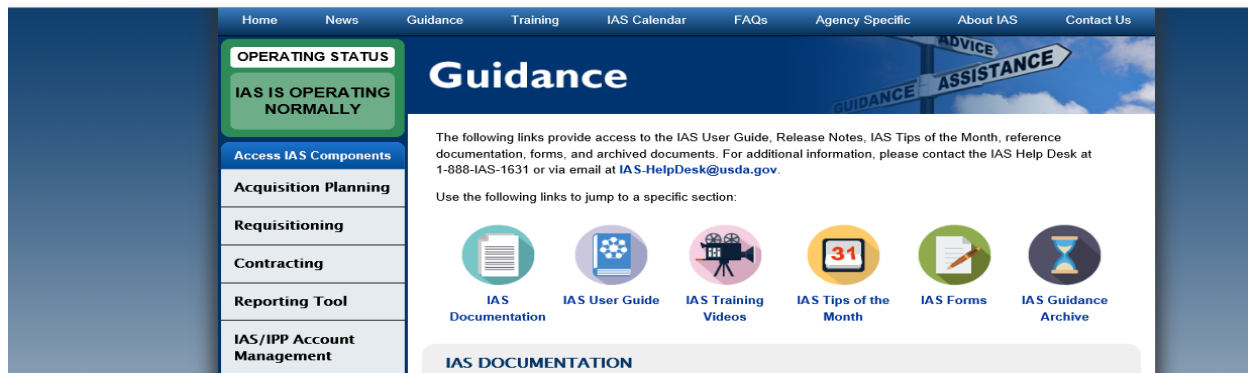 Home News Guidance Training IAS Calendar FAQs Agency Specific About IAS Contact Us
OPERATING STATUS
IAS IS OPERATING
NORMALLY
Guidance
ADVICE
ASSISTANCE
GUIDANCE
Access IAS Components
Acquisition Planning
Requisitioning
Contracting
Reporting Tool
IAS/IPP Account
Management
The following links provide access to the IAS User Guide, Release Notes, IAS Tips of the Month, reference
documentation, forms, and archived documents. For additional information, please contact the IAS Help Desk at
1-888-IAS-1631 or via email at IAS-HelpDesk@usda.gov.
Use the following links to jump to a specific section:
31
IAS
Documentation
IAS User Guide
IAS Training
Videos
IAS Tips of the
Month
IAS Forms
IAS Guidance
Archive
IAS DOCUMENTATION